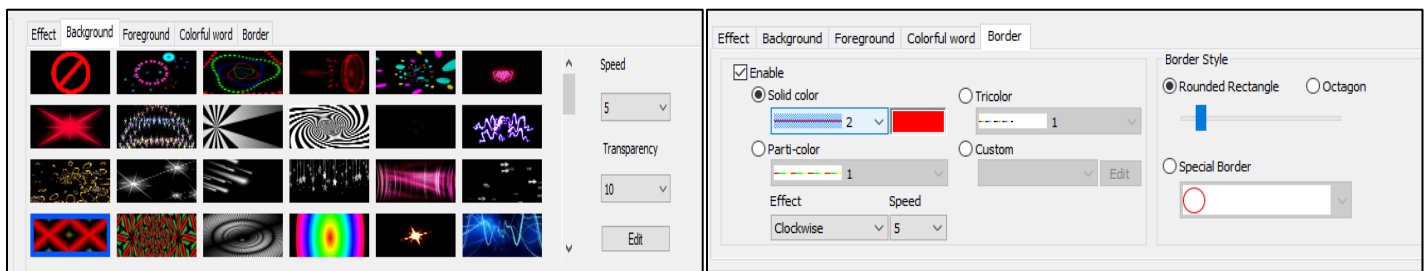 Effect Background Foreground Colorful word Border
Speed
5
Transparency
10
Edit
Effect Background Foreground Colorful word Border
Enable
Solid color
2
Tricolor
1
Parti-color
1
Custom
Edit
Effect Speed
Clockwise 5
Border Style
Rounded Rectangle Octagon
Special Border